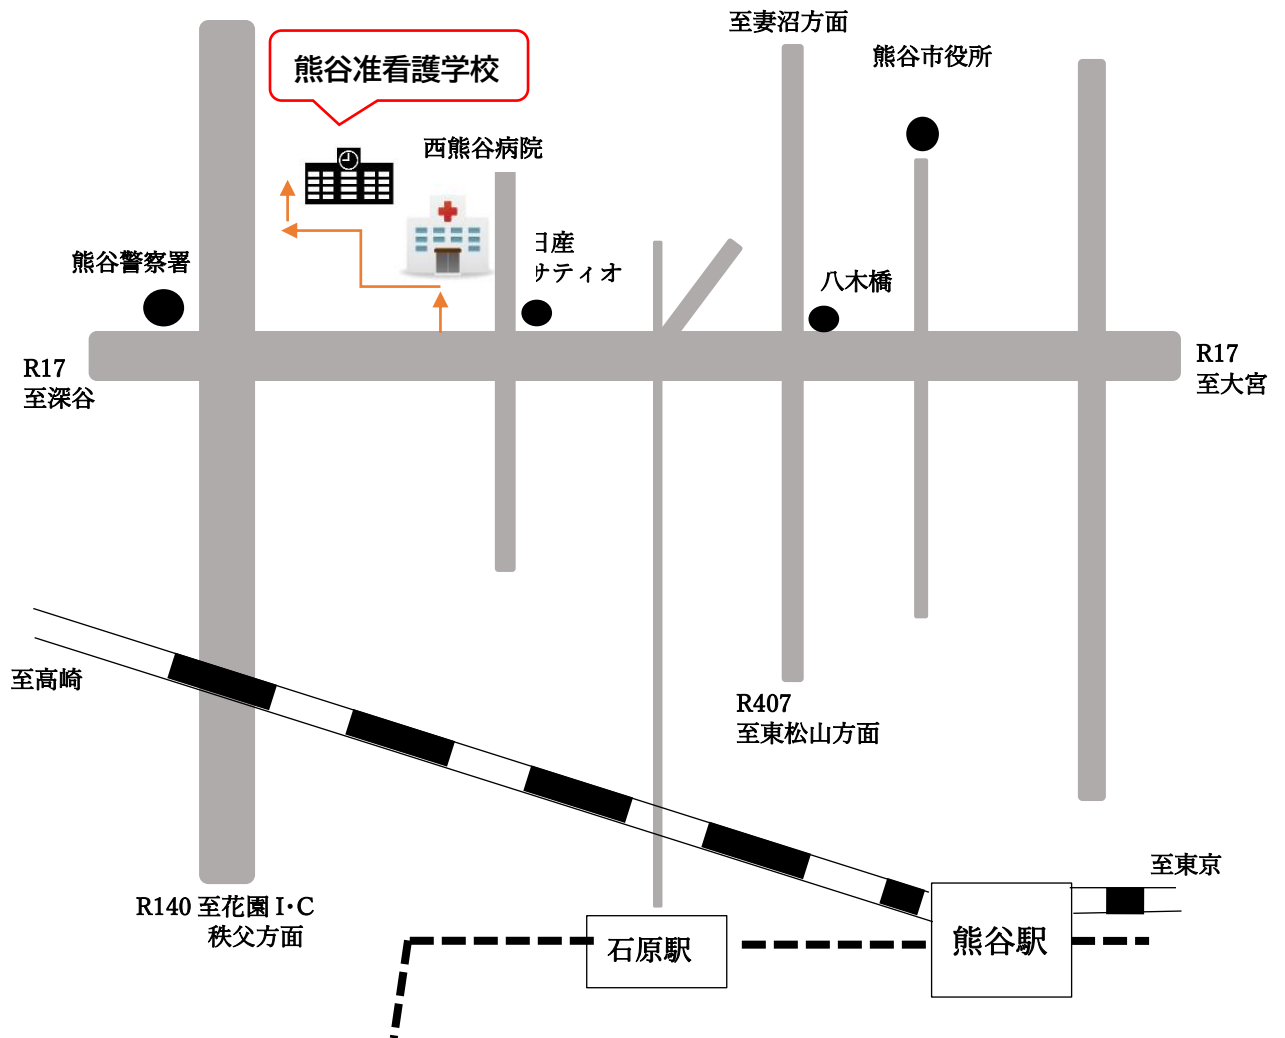 至妻沼方面
熊谷市役所
熊谷准看護学校
西熊谷病院
日産
サティオ
熊谷警察署
八木橋
R17
至深谷
R17
至大宮
至高崎
R407
至東松山方面
至東京
R140 至花園 I・C
秩父方面
石原駅
熊谷駅